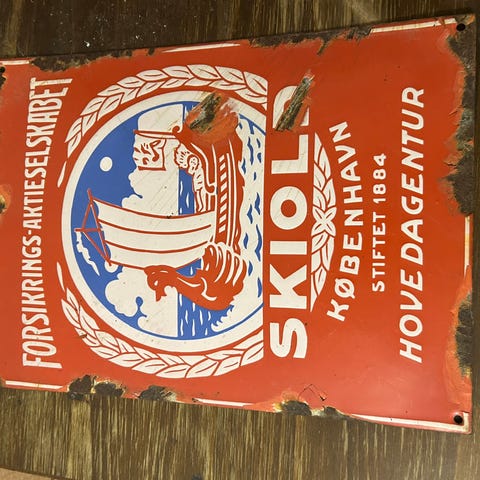 FORSIKRINGS-AKTIESELSKABET
SKIOLD
KØBENHAVN
STIFTET 1884
HOVEDAGENTUR